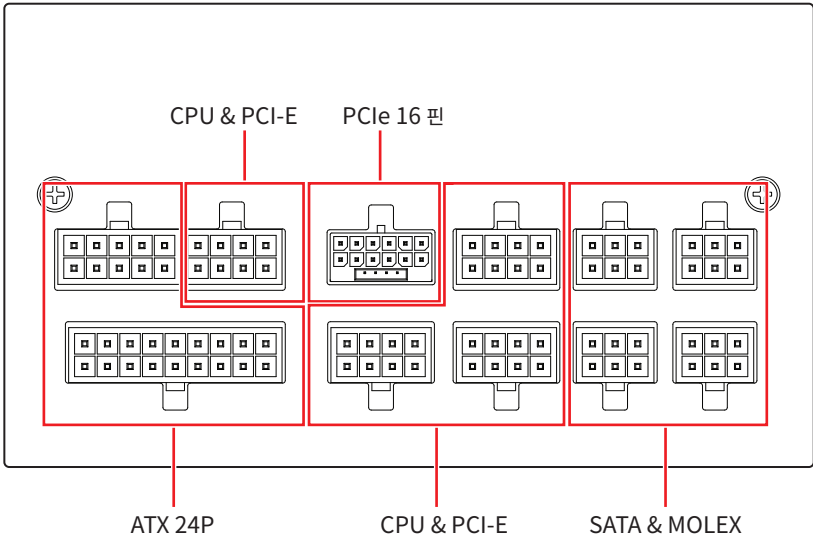 CPU & PCI-E
PCIe 16 핀
ATX 24P
CPU & PCI-E
SATA & MOLEX